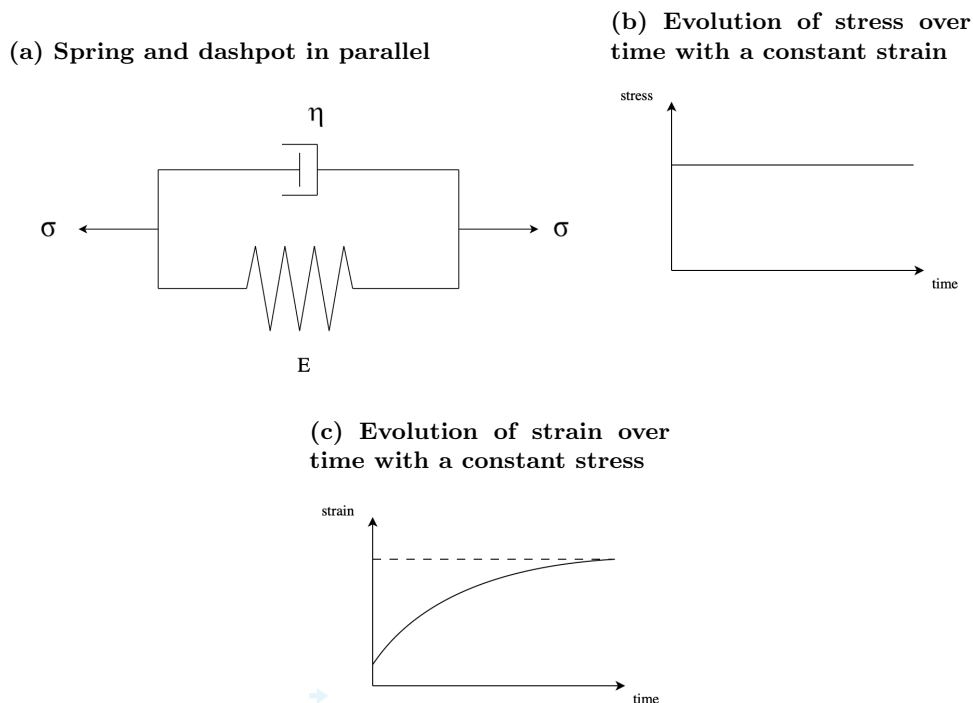 (a) Spring and dashpot in parallel
η
σ
σ
E
(b) Evolution of stress over
time with a constant strain
stress
time
(c) Evolution of strain over
time with a constant stress
strain
time